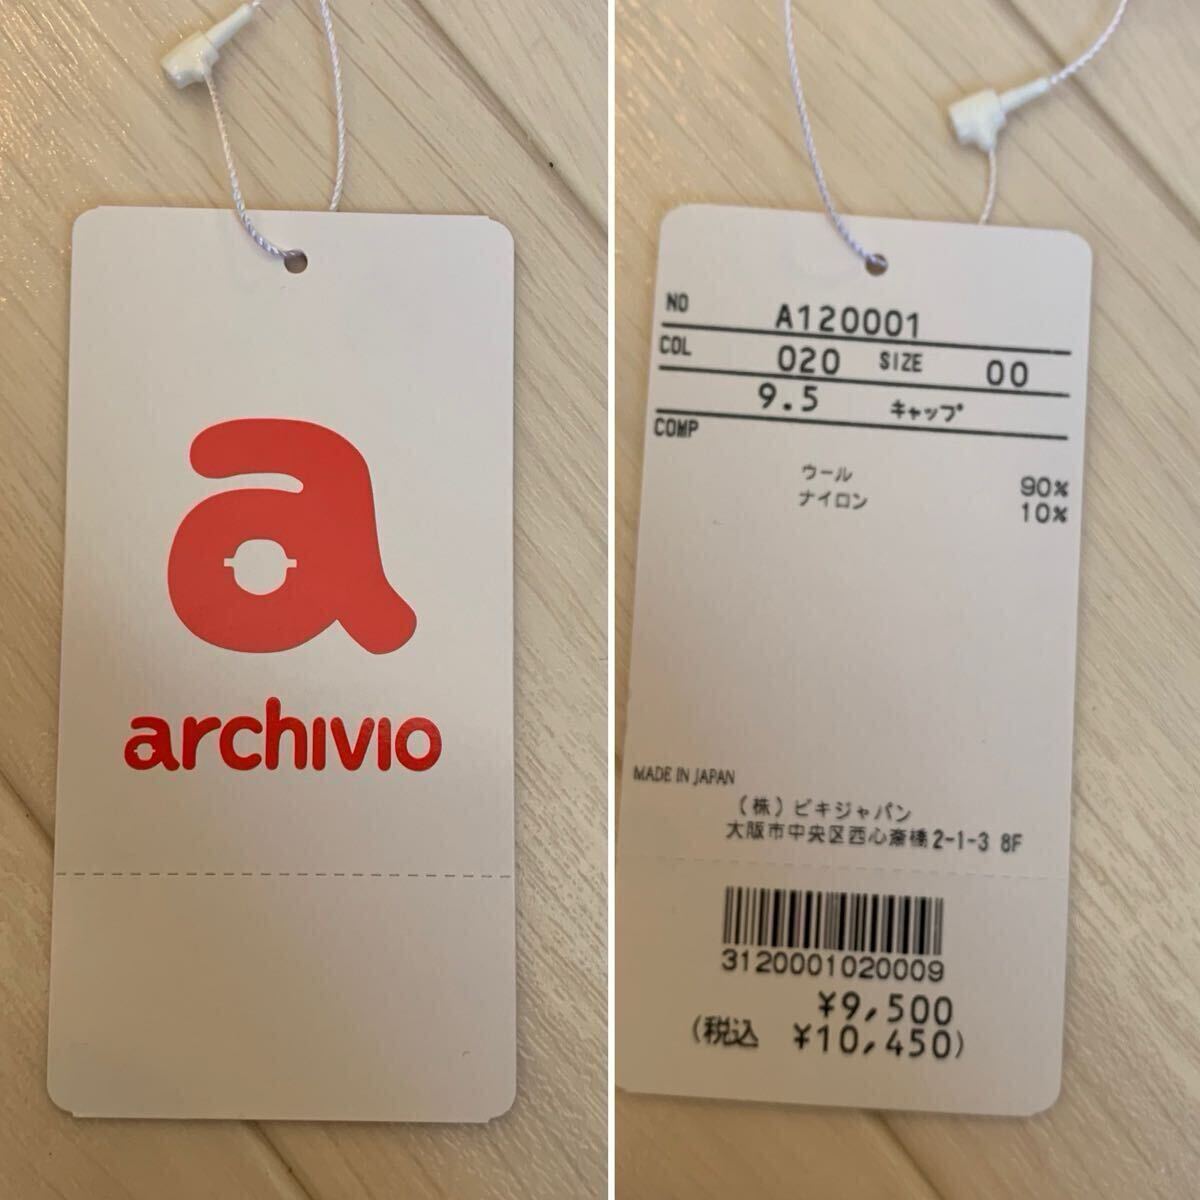 a
archivio
NO A120001
COL 020 SIZE 00
9.5 キャップ
COMP
ウール 90%
ナイロン 10%
MADE IN JAPAN
(株)ビキジャパン
大阪市中央区西心斎橋2-1-3 8F
3120001020009
¥9,500
(税込 ¥10,450)